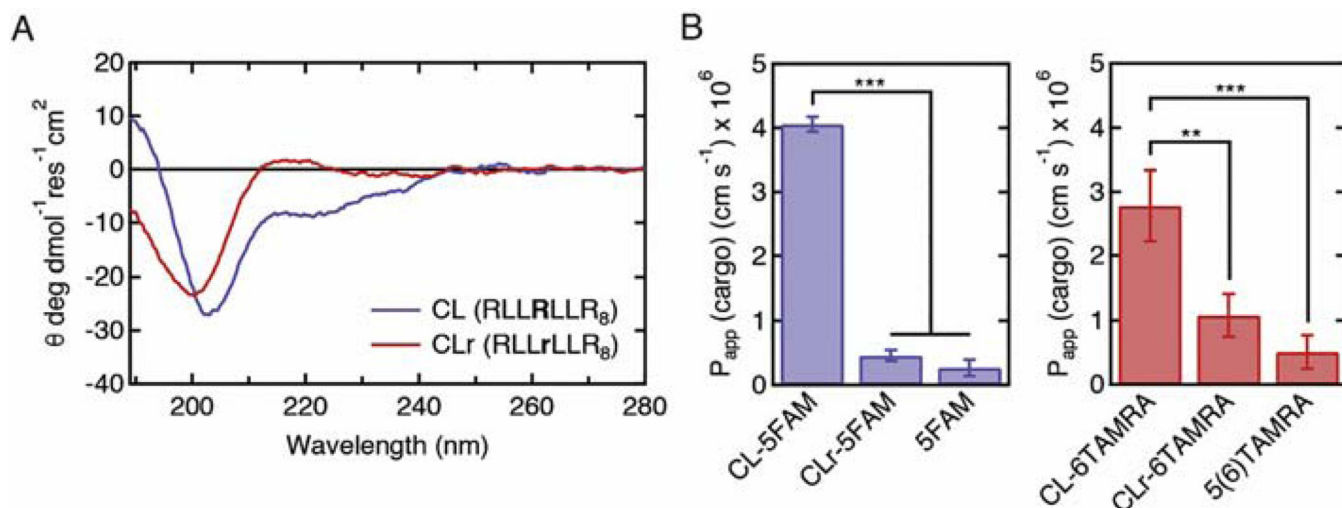 A
20
10
0
-10
-20
-30
-40
θ deg dmol⁻¹res⁻¹cm²
CL (RLLRLLR₈)
CLr (RLLrLLR₈)
200 220 240 260 280
Wavelength (nm)
B
5
4
3
2
1
0
P_app (cargo) (cm s⁻¹) x 10⁶
***
CL-5FAM
CLr-5FAM
5FAM
5
4
3
2
1
0
P_app (cargo) (cm s⁻¹) x 10⁶
***
**
CL-6TAMRA
CLr-6TAMRA
5(6)TAMRA